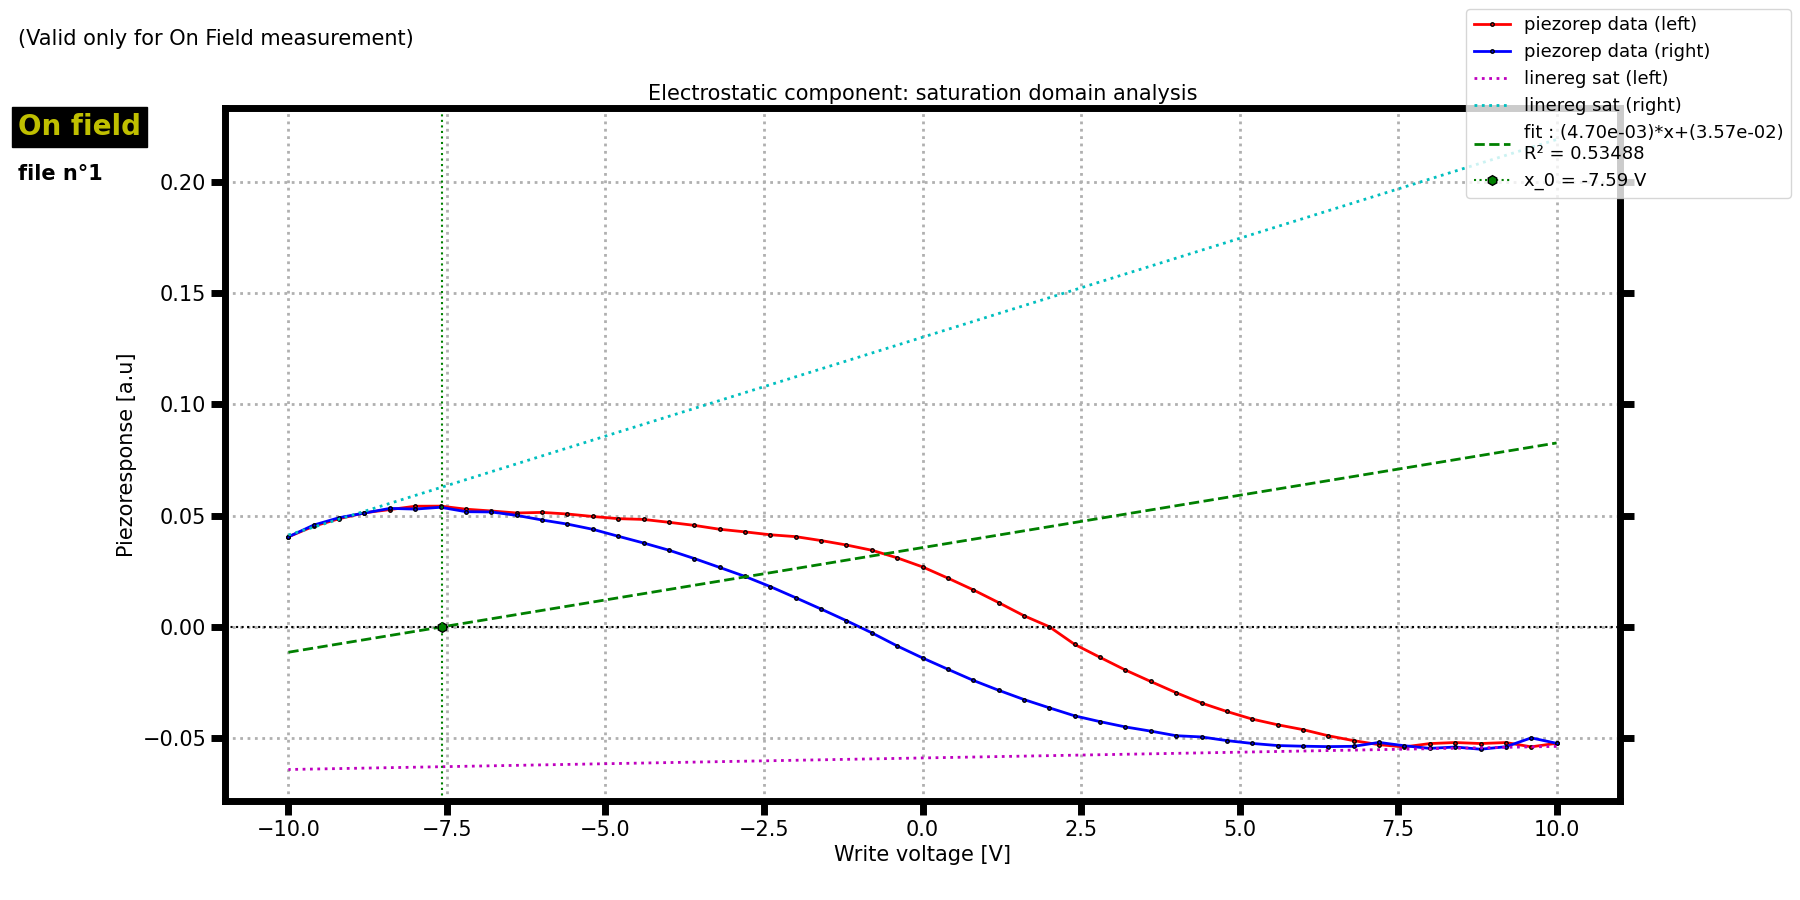 (Valid only for On Field measurement)
On field
file n°1
Electrostatic component: saturation domain analysis
piezorep data (left)
piezorep data (right)
linereg sat (left)
linereg sat (right)
fit : (4.70e-03)*x+(3.57e-02)
R² = 0.53488
x_0 = -7.59 V
Piezoresponse [a.u]
0.20
0.15
0.10
0.05
0.00
−0.05
−10.0 −7.5 −5.0 −2.5 0.0 2.5 5.0 7.5 10.0
Write voltage [V]